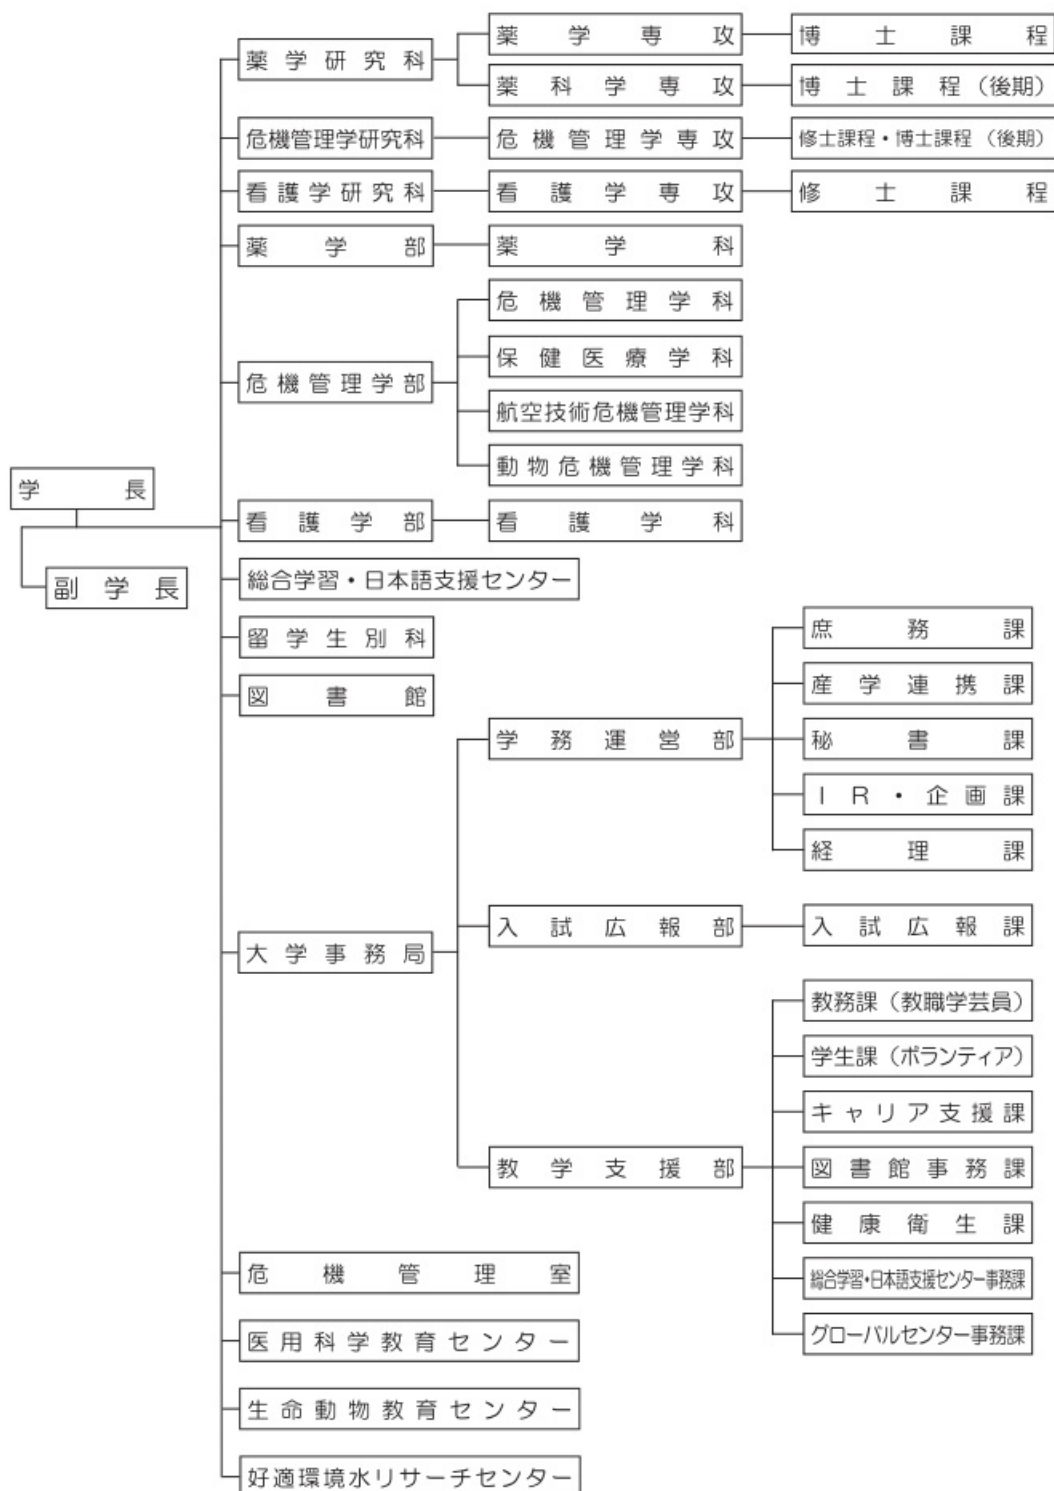 薬学研究科
薬学専攻
博士課程
薬科学専攻
博士課程（後期）
危機管理学研究科
危機管理学専攻
修士課程・博士課程（後期）
看護学研究科
看護学専攻
修士課程
薬学部
薬学科
危機管理学部
危機管理学科
保健医療学科
航空技術危機管理学科
動物危機管理学科
学長
副学長
看護学部
看護学科
総合学習・日本語支援センター
留学生別科
図書館
大学事務局
学務運営部
庶務課
産学連携課
秘書課
ＩＲ・企画課
経理課
入試広報部
入試広報課
教学支援部
教務課（教職学芸員）
学生課（ボランティア）
キャリア支援課
図書館事務課
健康衛生課
総合学習・日本語支援センター事務課
グローバルセンター事務課
危機管理室
医用科学教育センター
生命動物教育センター
好適環境水リサーチセンター